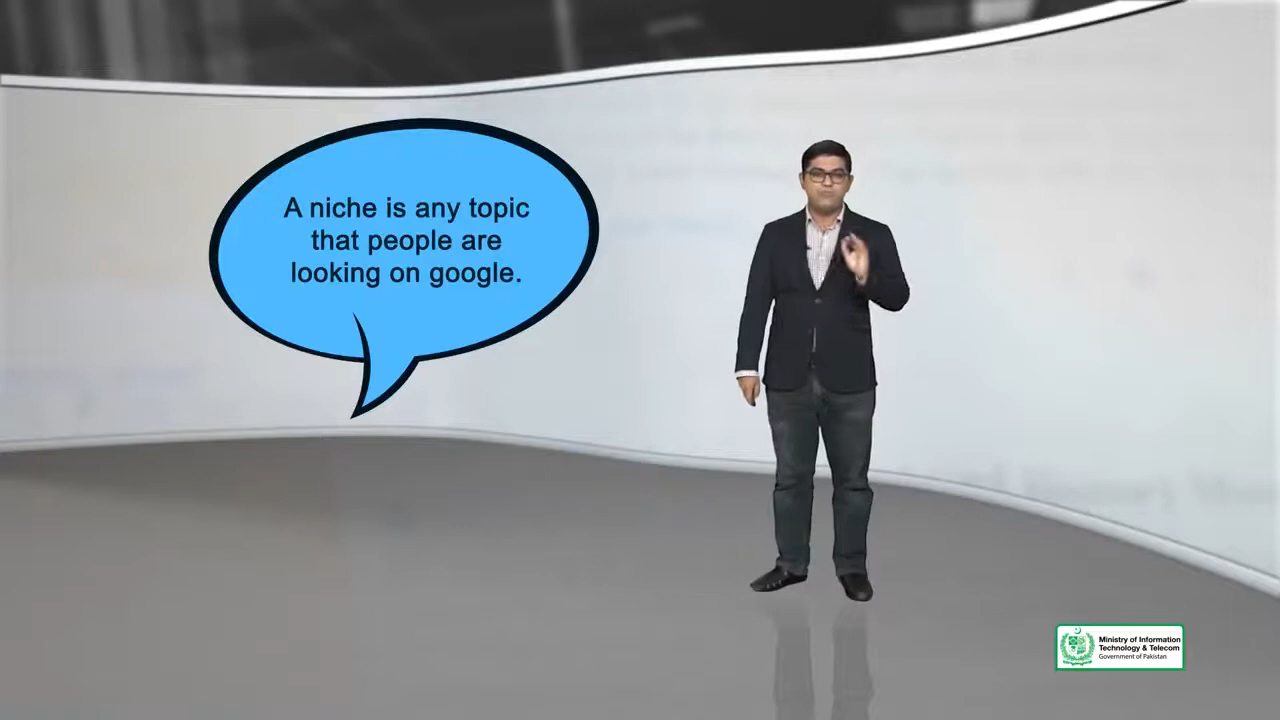 A niche is any topic
that people are
looking on google.
Ministry of Information
Technology & Telecom
Government of Pakistan